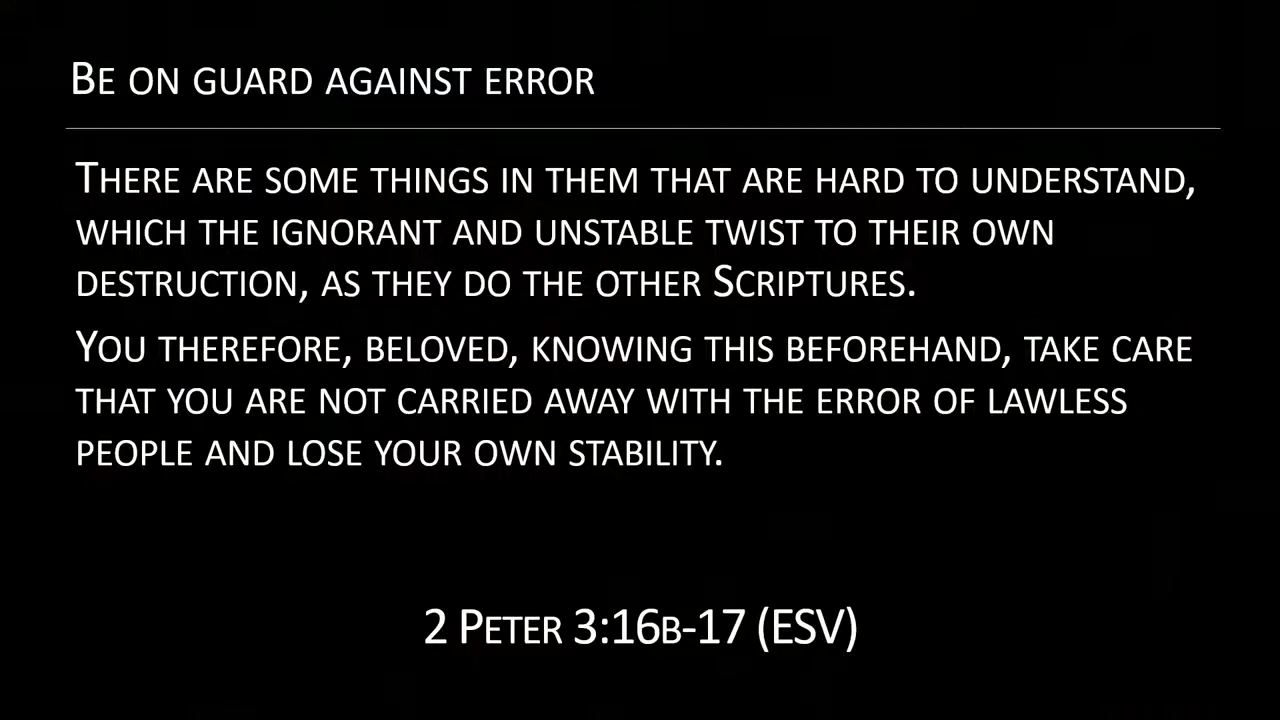 Be on guard against error
There are some things in them that are hard to understand,
which the ignorant and unstable twist to their own
destruction, as they do the other Scriptures.
You therefore, beloved, knowing this beforehand, take care
that you are not carried away with the error of lawless
people and lose your own stability.
2 Peter 3:16b-17 (ESV)